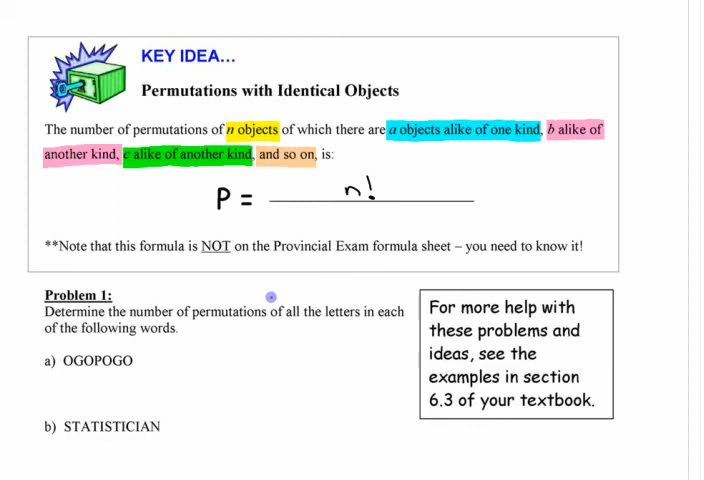 KEY IDEA…
Permutations with Identical Objects
The number of permutations of n objects of which there are a objects alike of one kind, b alike of
another kind, c alike of another kind, and so on, is:
P = n!
**Note that this formula is NOT on the Provincial Exam formula sheet – you need to know it!
Problem 1:
Determine the number of permutations of all the letters in each
of the following words.
a) OGOPOGO
b) STATISTICIAN
For more help with
these problems and
ideas, see the
examples in section
6.3 of your textbook.